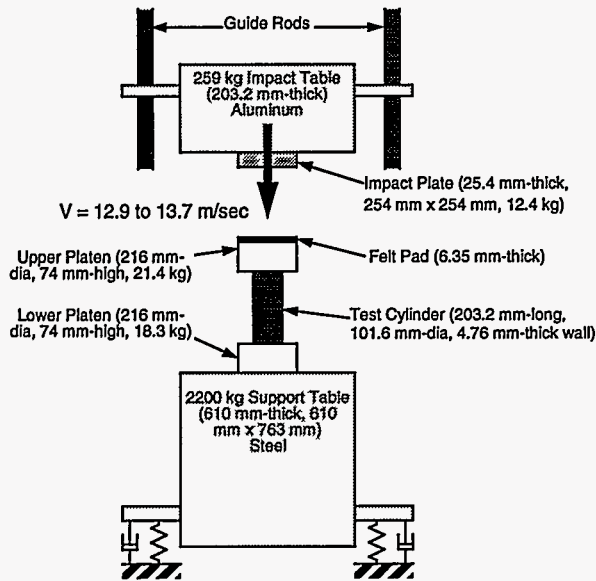 Guide Rods
259 kg Impact Table
(203.2 mm-thick)
Aluminum
Impact Plate (25.4 mm-thick,
254 mm x 254 mm, 12.4 kg)
V = 12.9 to 13.7 m/sec
Upper Platen (216 mm-
dia, 74 mm-high, 21.4 kg)
Felt Pad (6.35 mm-thick)
Lower Platen (216 mm-
dia, 74 mm-high, 18.3 kg)
Test Cylinder (203.2 mm-long,
101.6 mm-dia, 4.76 mm-thick wall)
2200 kg Support Table
(610 mm-thick, 610
mm x 763 mm)
Steel